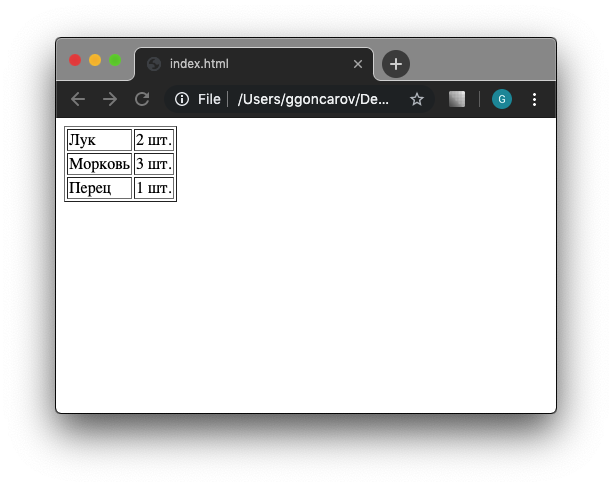 index.html
File /Users/ggoncarov/De...
G
Лук 2 шт.
Морковь 3 шт.
Перец 1 шт.